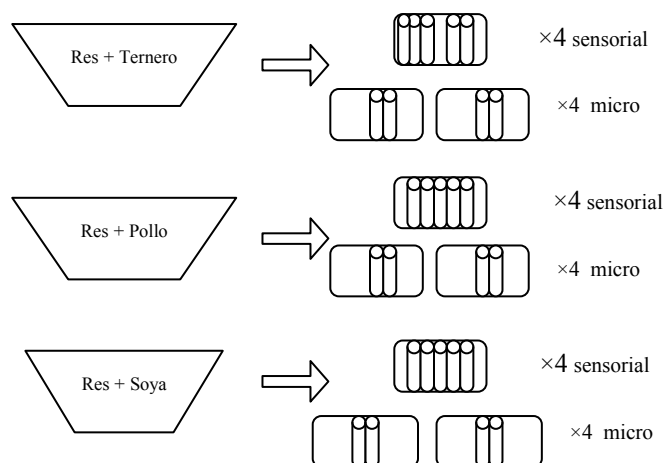 Res + Ternero
×4 sensorial
×4 micro
Res + Pollo
×4 sensorial
×4 micro
Res + Soya
×4 sensorial
×4 micro